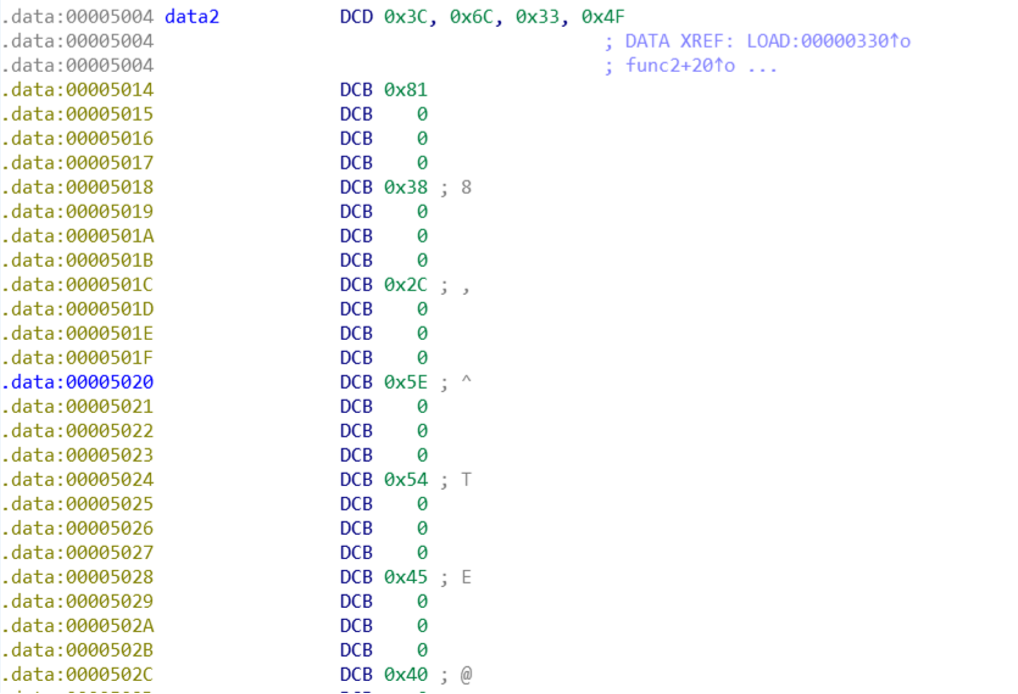 .data:00005004 data2 DCD 0x3C, 0x6C, 0x33, 0x4F
.data:00005004 ; DATA XREF: LOAD:00000330↑o
.data:00005004 ; func2+20↑o ...
.data:00005014 DCB 0x81
.data:00005015 DCB 0
.data:00005016 DCB 0
.data:00005017 DCB 0
.data:00005018 DCB 0x38 ; 8
.data:00005019 DCB 0
.data:0000501A DCB 0
.data:0000501B DCB 0
.data:0000501C DCB 0x2C ; ,
.data:0000501D DCB 0
.data:0000501E DCB 0
.data:0000501F DCB 0
.data:00005020 DCB 0x5E ; ^
.data:00005021 DCB 0
.data:00005022 DCB 0
.data:00005023 DCB 0
.data:00005024 DCB 0x54 ; T
.data:00005025 DCB 0
.data:00005026 DCB 0
.data:00005027 DCB 0
.data:00005028 DCB 0x45 ; E
.data:00005029 DCB 0
.data:0000502A DCB 0
.data:0000502B DCB 0
.data:0000502C DCB 0x40 ; @